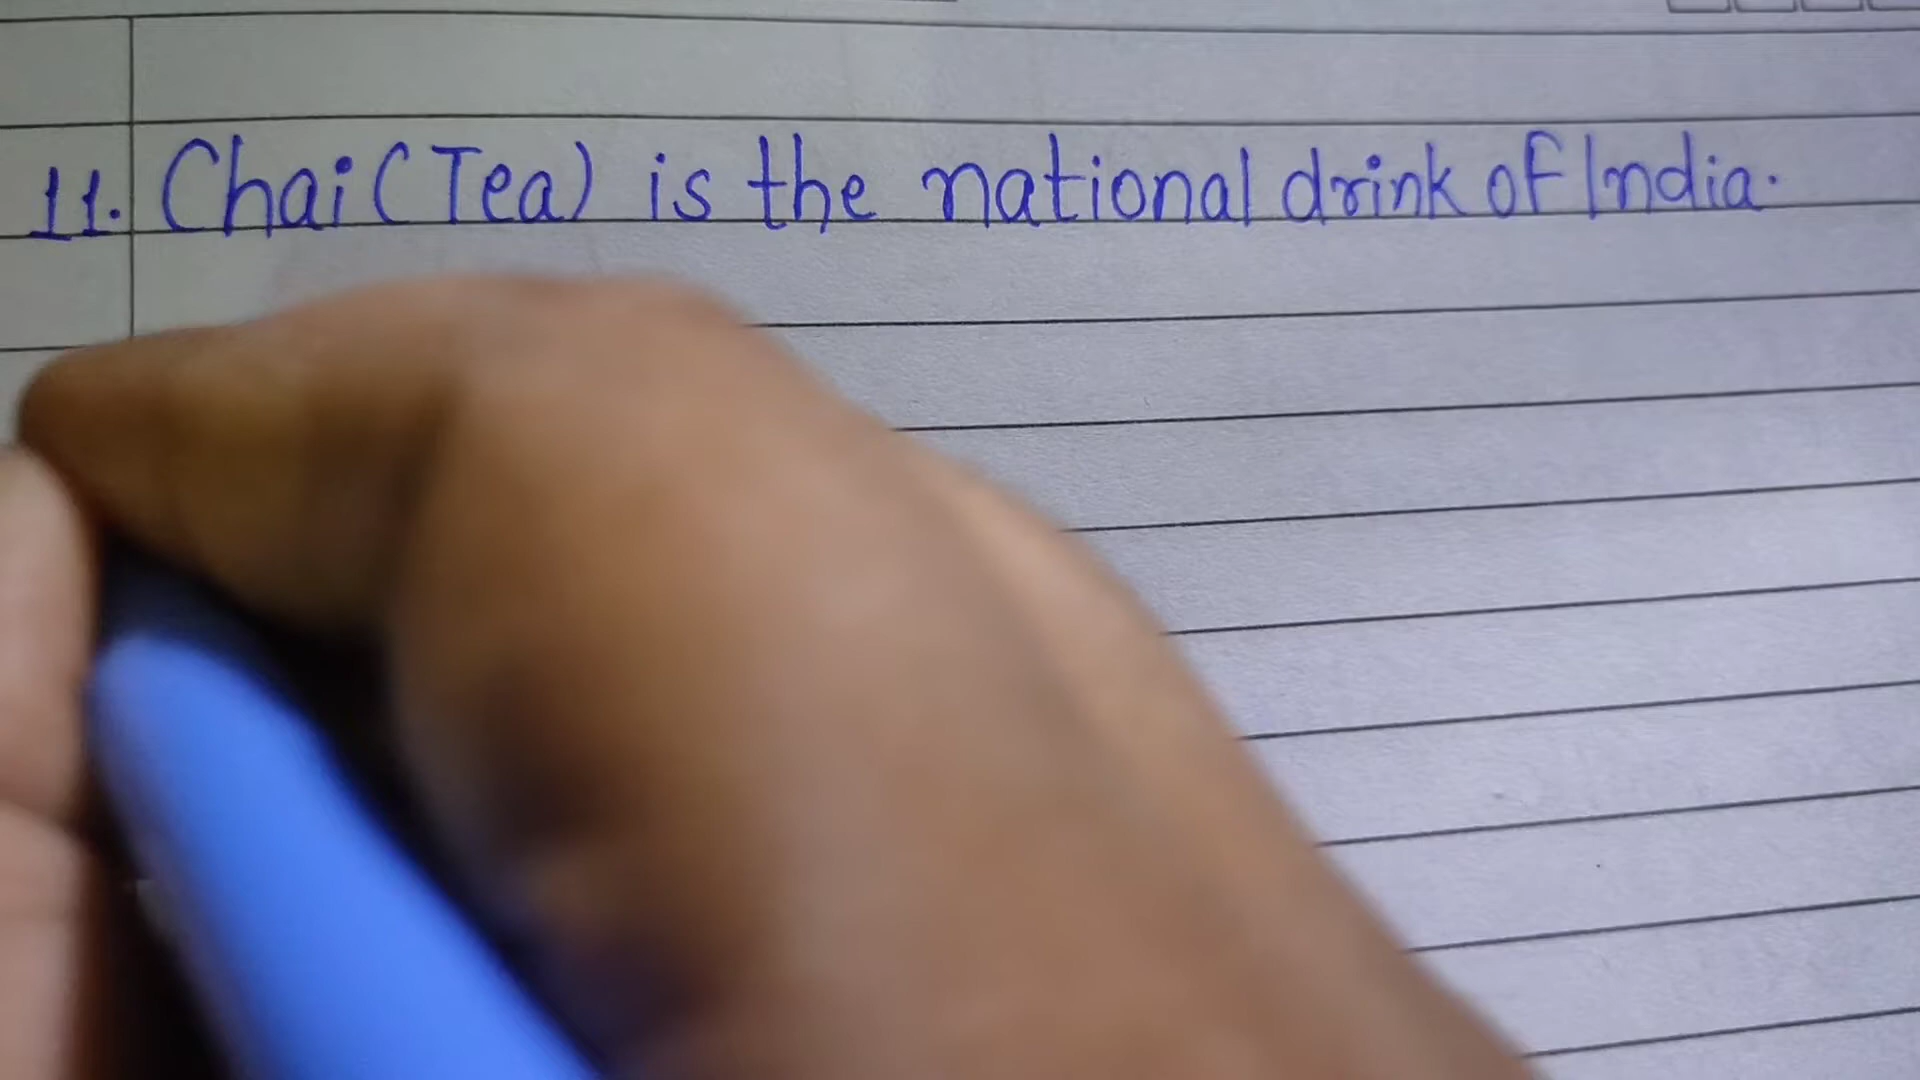 11. Chai (Tea) is the national drink of India.